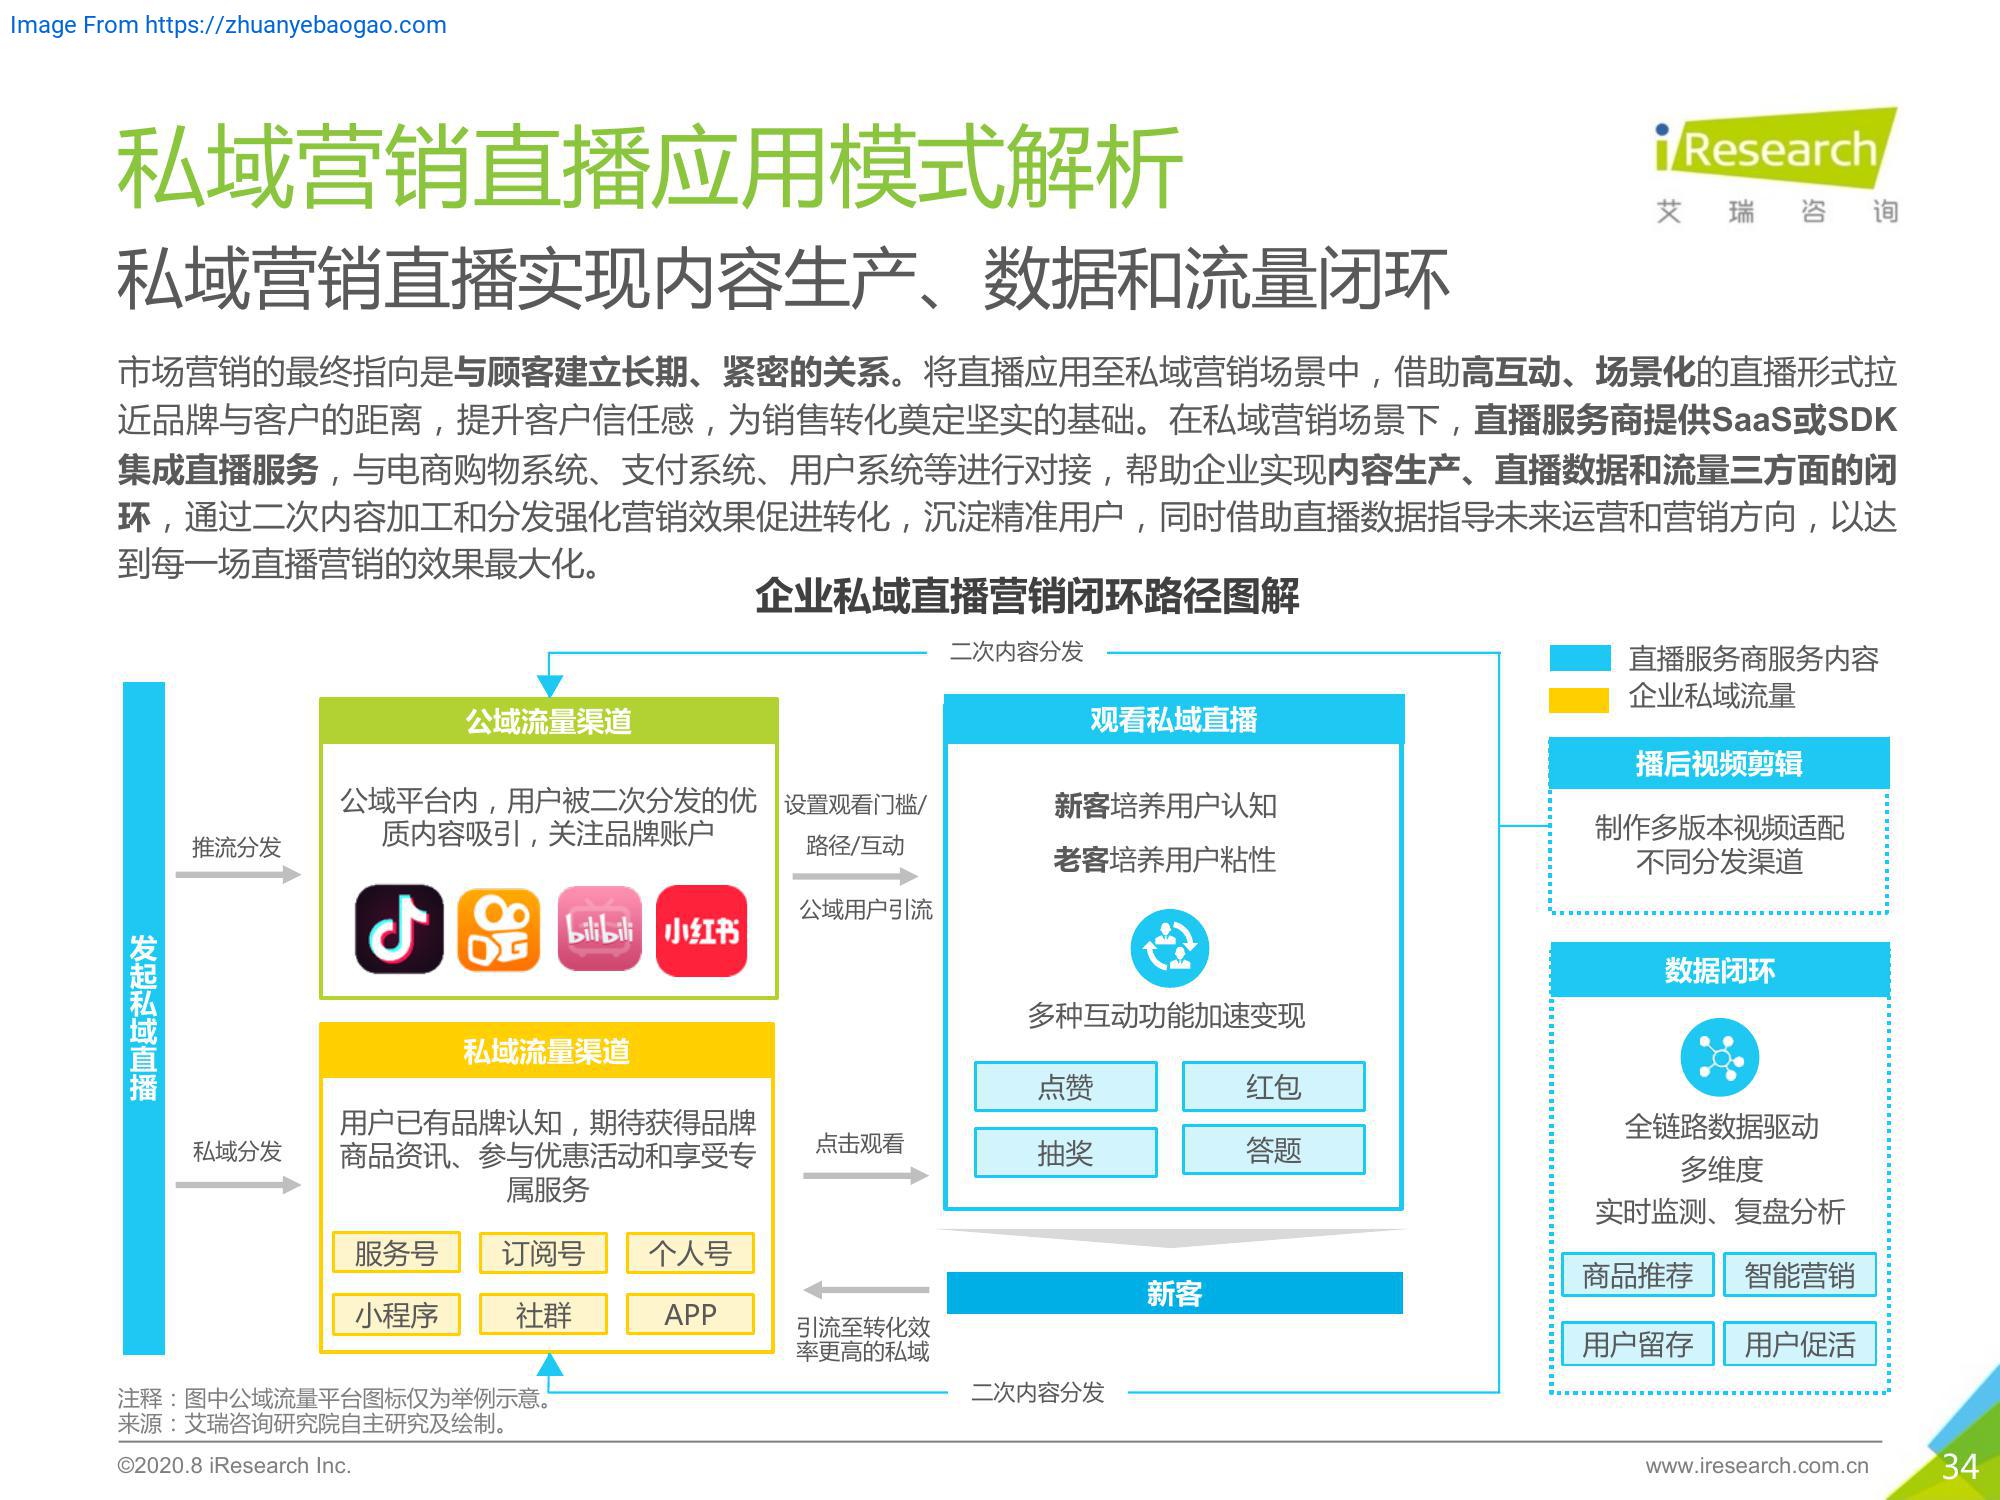 Image From https://zhuanyebaogao.com
私域营销直播应用模式解析
iResearch
艾瑞咨询
私域营销直播实现内容生产、数据和流量闭环
市场营销的最终指向是与顾客建立长期、紧密的关系。将直播应用至私域营销场景中，借助高互动、场景化的直播形式拉
近品牌与客户的距离，提升客户信任感，为销售转化奠定坚实的基础。在私域营销场景下，直播服务商提供SaaS或SDK
集成直播服务，与电商购物系统、支付系统、用户系统等进行对接，帮助企业实现内容生产、直播数据和流量三方面的闭
环，通过二次内容加工和分发强化营销效果促进转化，沉淀精准用户，同时借助直播数据指导未来运营和营销方向，以达
到每一场直播营销的效果最大化。
企业私域直播营销闭环路径图解
二次内容分发
直播服务商服务内容
企业私域流量
发起私域直播
推流分发
私域分发
公域流量渠道
公域平台内，用户被二次分发的优
质内容吸引，关注品牌账户
bilibili
小红书
私域流量渠道
用户已有品牌认知，期待获得品牌
商品资讯、参与优惠活动和享受专
属服务
服务号 订阅号 个人号
小程序 社群 APP
设置观看门槛/
路径/互动
公域用户引流
点击观看
引流至转化效
率更高的私域
观看私域直播
新客培养用户认知
老客培养用户粘性
多种互动功能加速变现
点赞 红包
抽奖 答题
新客
二次内容分发
播后视频剪辑
制作多版本视频适配
不同分发渠道
数据闭环
全链路数据驱动
多维度
实时监测、复盘分析
商品推荐 智能营销
用户留存 用户促活
注释：图中公域流量平台图标仅为举例示意。
来源：艾瑞咨询研究院自主研究及绘制。
©2020.8 iResearch Inc.
www.iresearch.com.cn
34